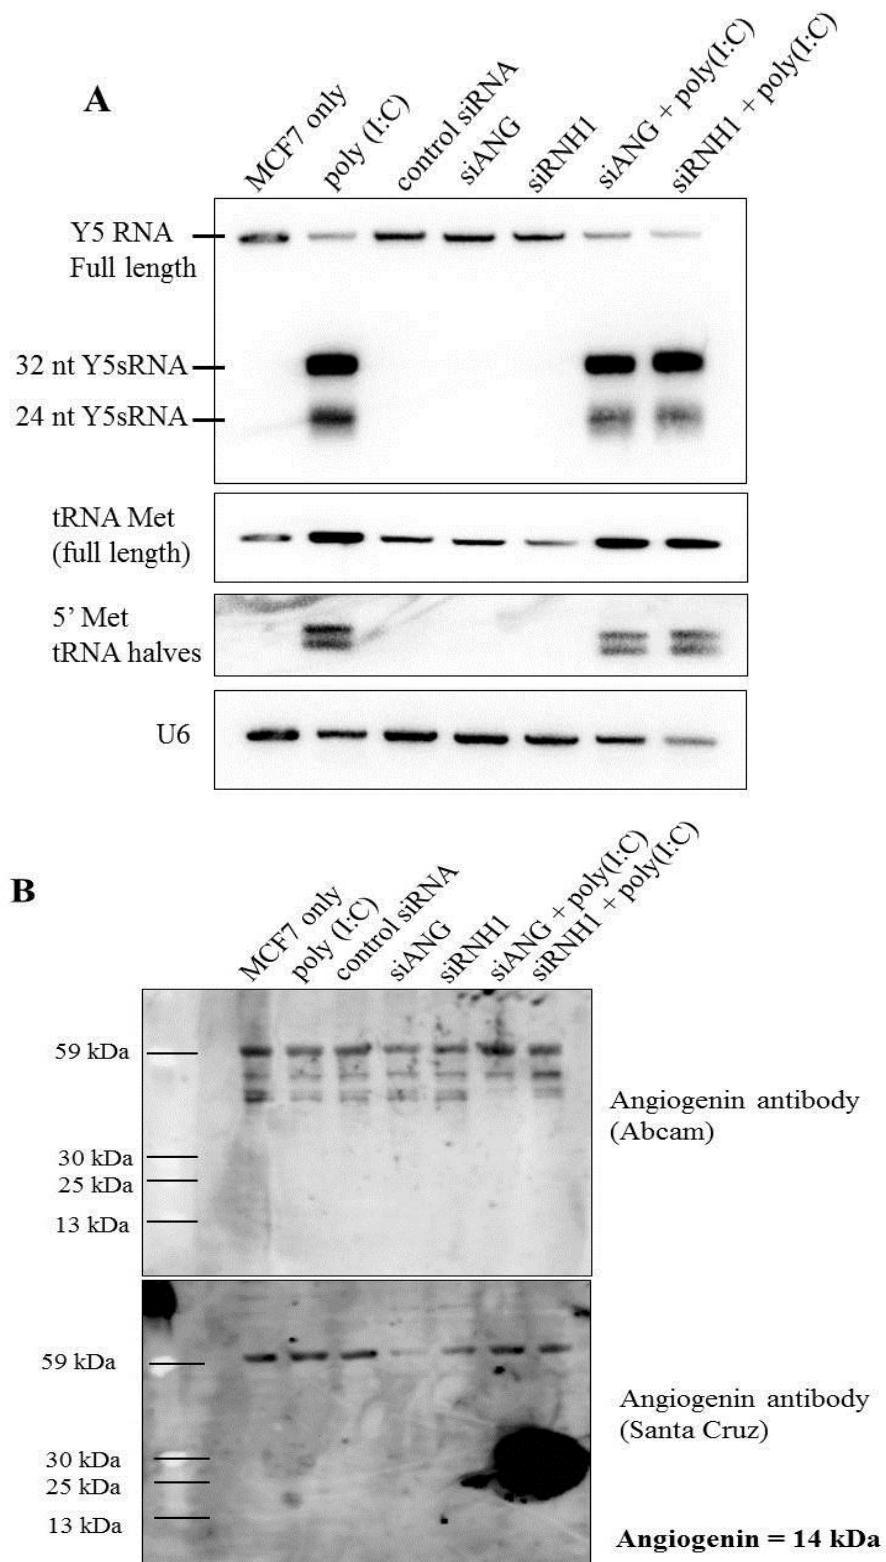 A
MCF7 only
poly (I:C)
control siRNA
siANG
siRNH1
siANG + poly(I:C)
siRNH1 + poly(I:C)
Y5 RNA
Full length
32 nt Y5sRNA
24 nt Y5sRNA
tRNA Met
(full length)
5’ Met
tRNA halves
U6
B
MCF7 only
poly (I:C)
control siRNA
siANG
siRNH1
siANG + poly(I:C)
siRNH1 + poly(I:C)
59 kDa
30 kDa
25 kDa
13 kDa
Angiogenin antibody
(Abcam)
59 kDa
30 kDa
25 kDa
13 kDa
Angiogenin antibody
(Santa Cruz)
Angiogenin = 14 kDa